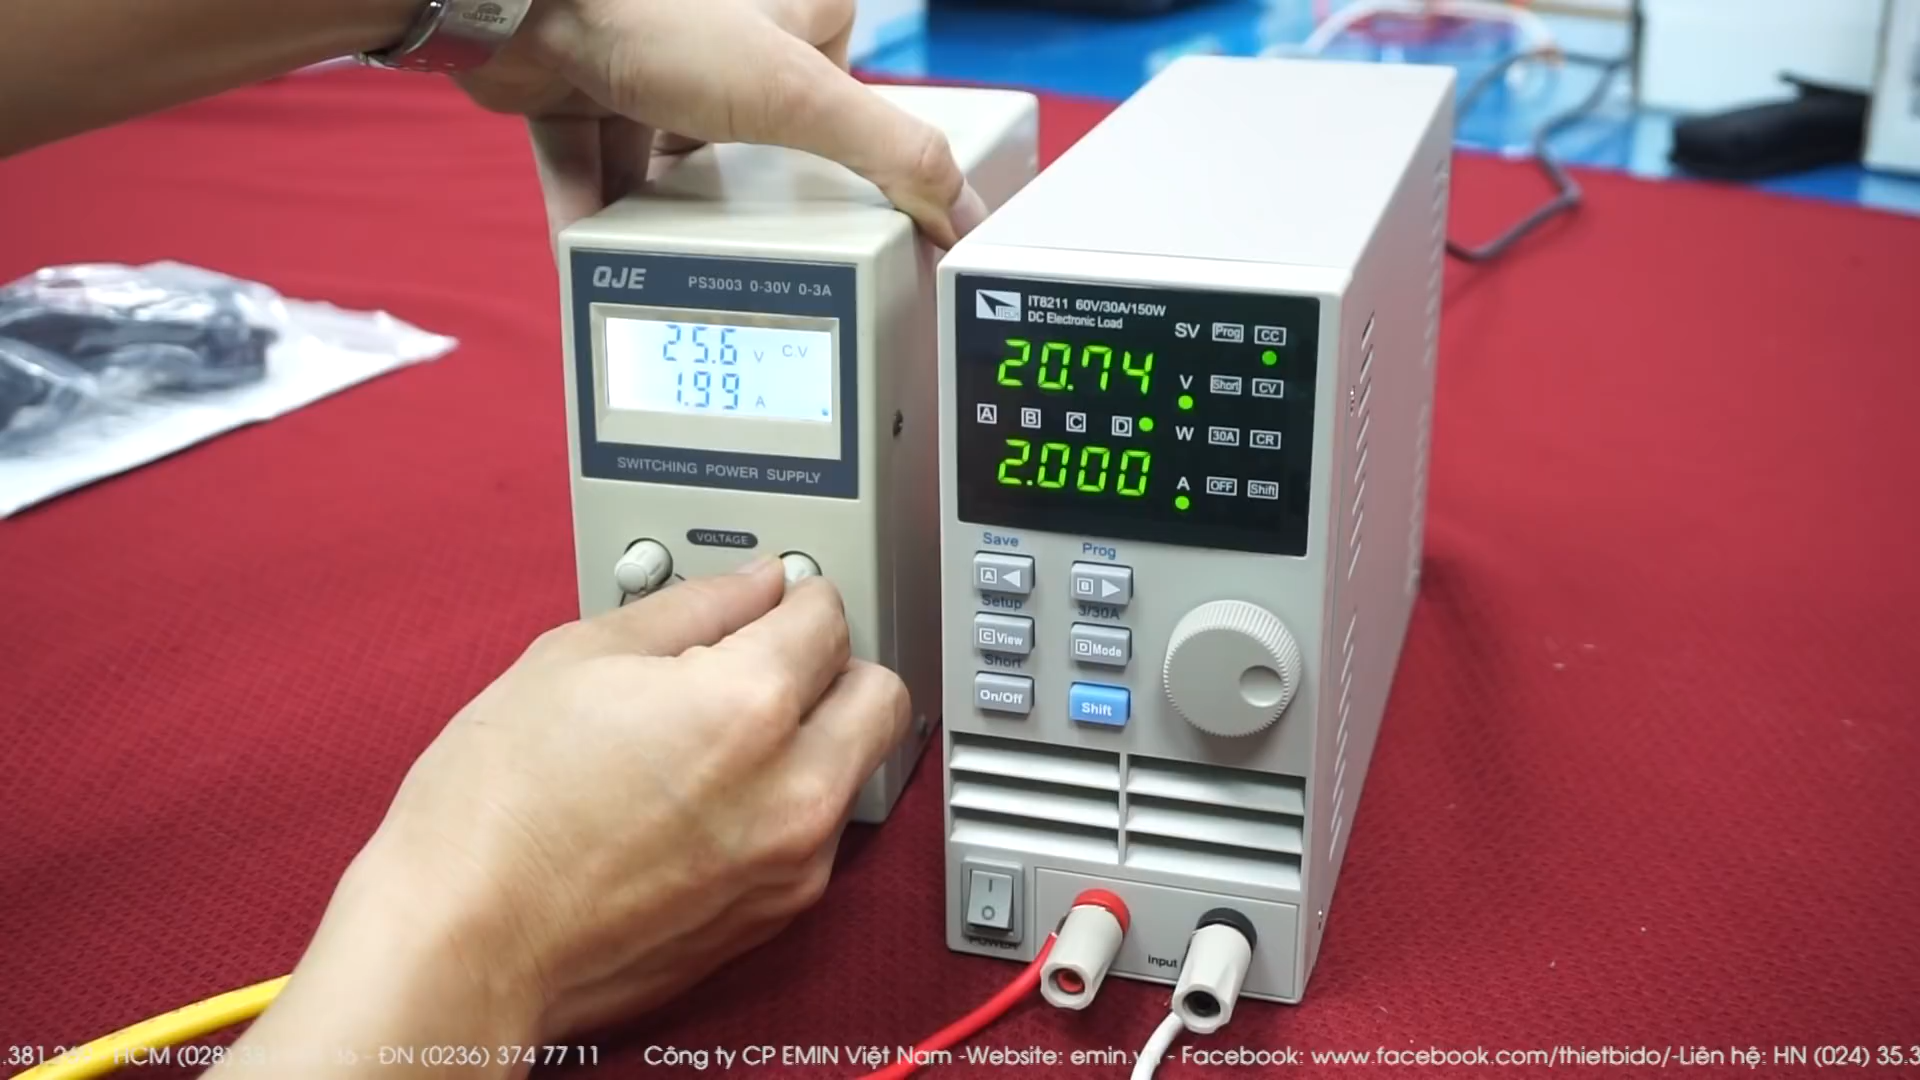 ORIENT
QJE
PS3003 0-30V 0-3A
25.6 V C.V
1.99 A
SWITCHING POWER SUPPLY
VOLTAGE
IT8211 60V/30A/150W
DC Electronic Load
SV Prog CC
20.74
V Short CV
A B C D
W 30A CR
2.000
A OFF Shift
Save Prog
A B
Setup 3/30A
C View D Mode
Short
On/Off Shift
POWER
Input
HCM (028) - ĐN (0236) 374 77 11 Công ty CP EMIN Việt Nam -Website: - Facebook: www.facebook.com/thietbido/-Liên hệ: HN (024) 35.3